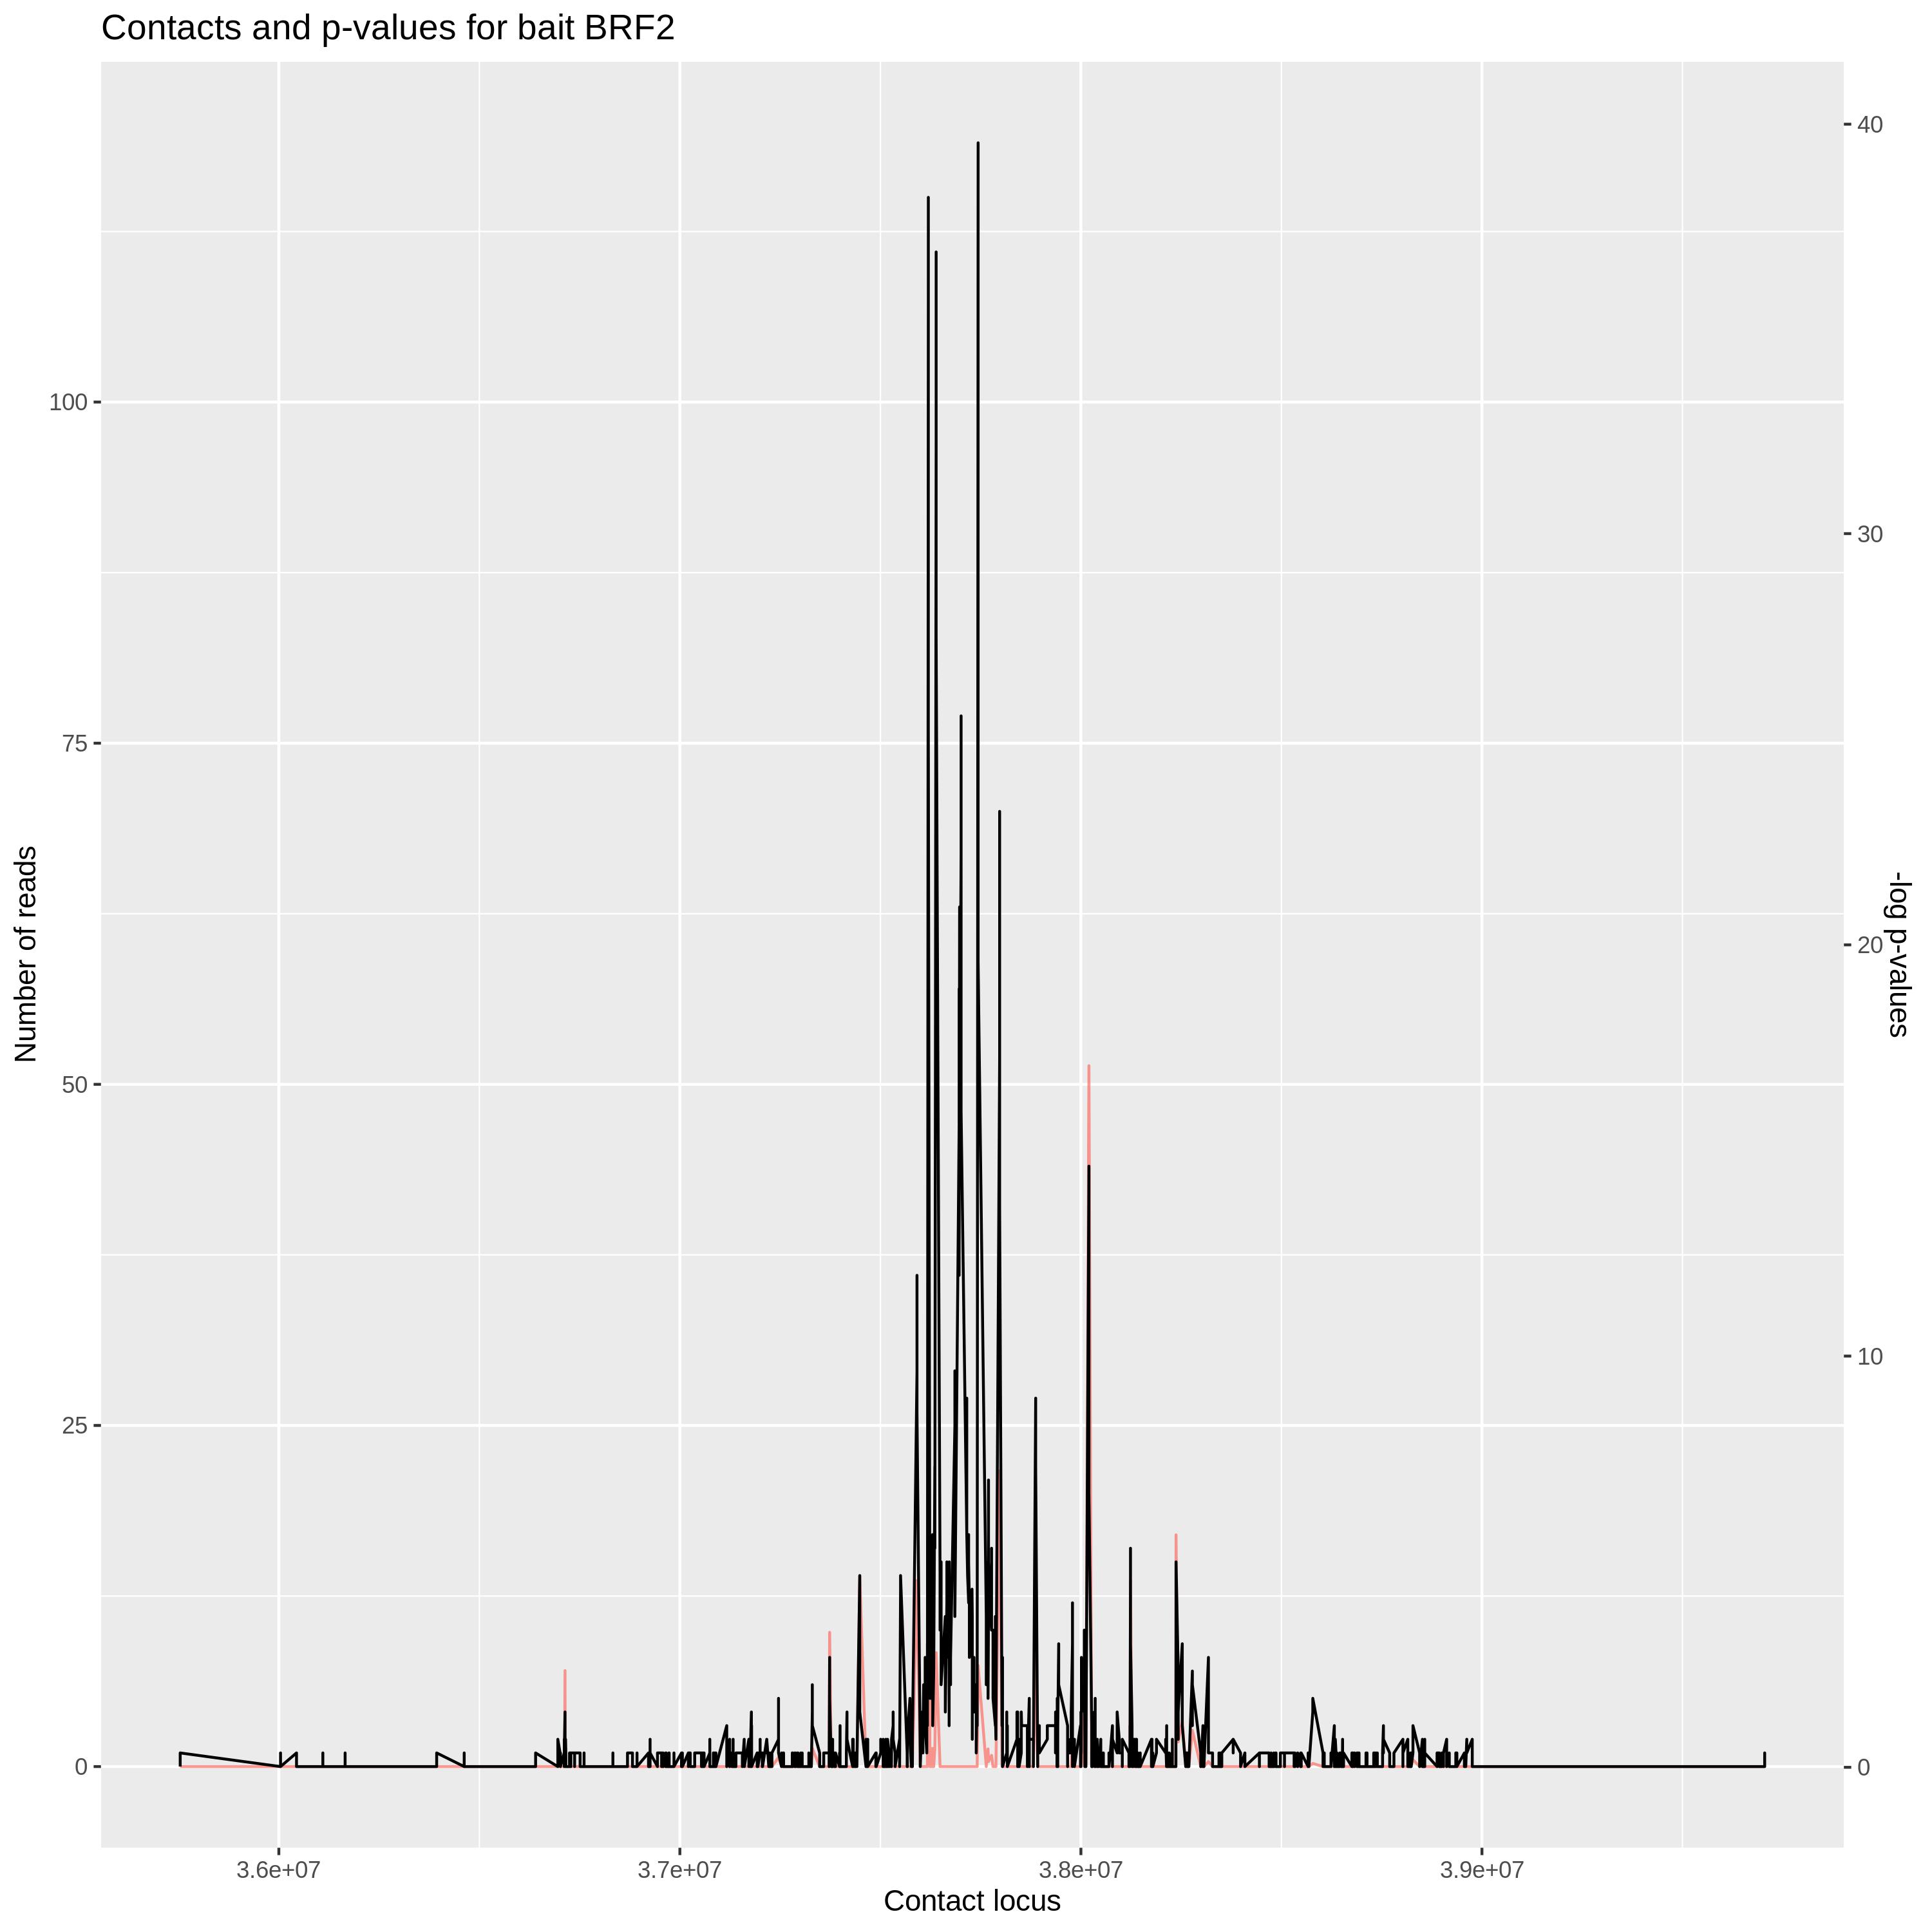 Contacts and p-values for bait BRF2
40
100
30
75
Number of reads
-log p-values
20
50
10
25
0
0
3.6e+07
3.7e+07
3.8e+07
3.9e+07
Contact locus